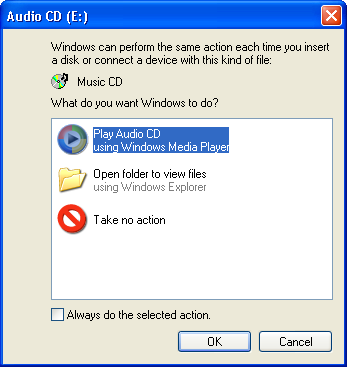 Audio CD (E:)
Windows can perform the same action each time you insert
a disk or connect a device with this kind of file:
Music CD
What do you want Windows to do?
Play Audio CD
using Windows Media Player
Open folder to view files
using Windows Explorer
Take no action
Always do the selected action.
OK
Cancel